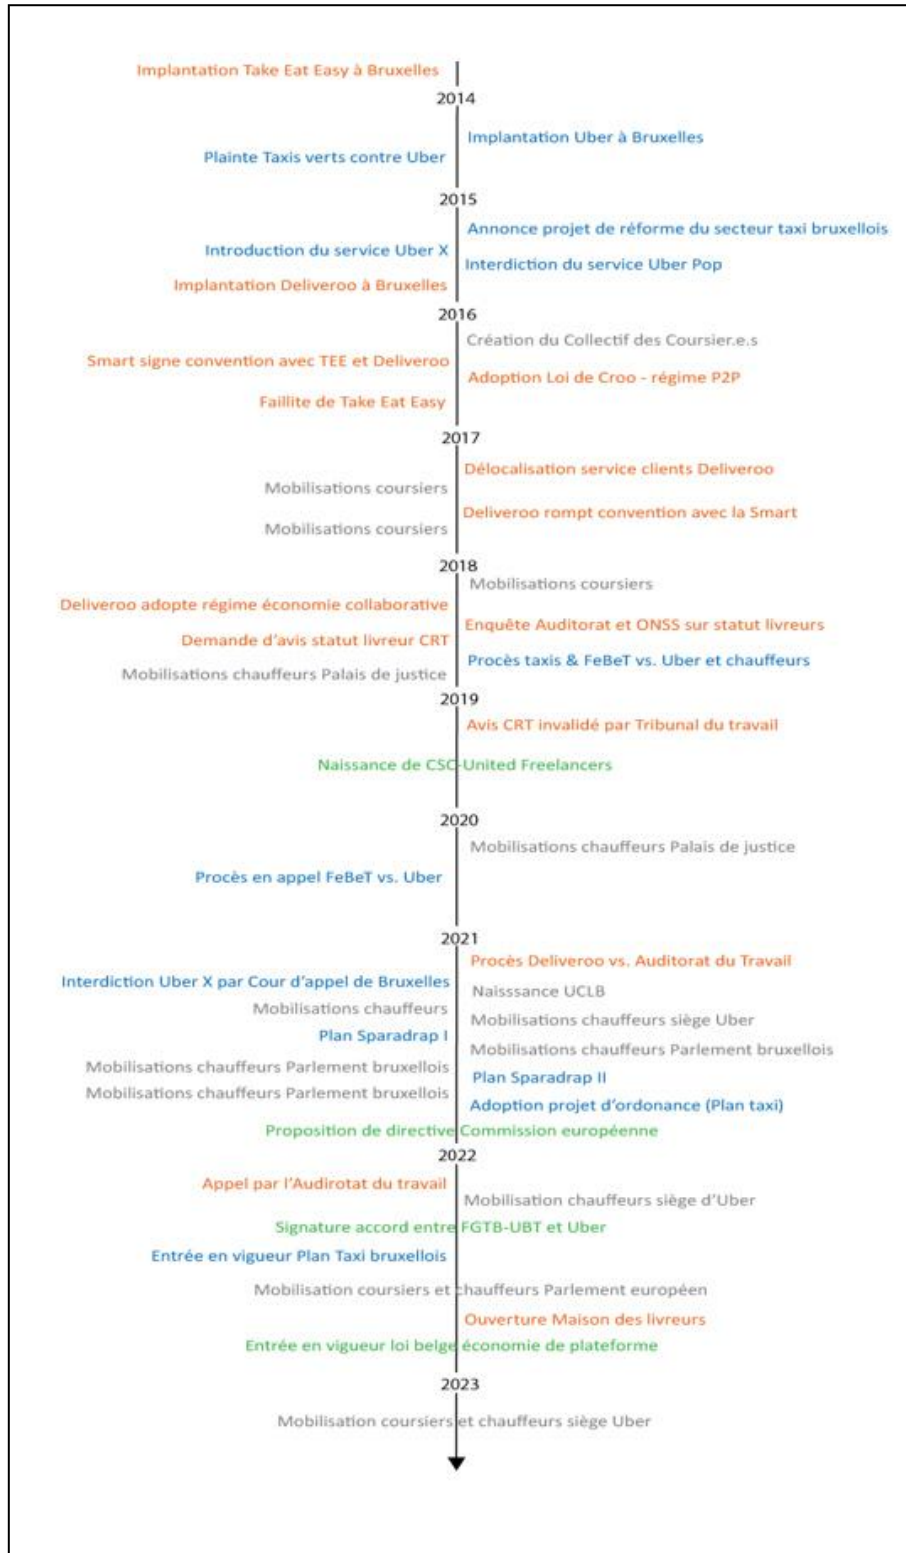 Implantation Take Eat Easy à Bruxelles
2014
Implantation Uber à Bruxelles
Plainte Taxis verts contre Uber
2015
Annonce projet de réforme du secteur taxi bruxellois
Introduction du service Uber X
Interdiction du service Uber Pop
Implantation Deliveroo à Bruxelles
2016
Création du Collectif des Coursier.e.s
Smart signe convention avec TEE et Deliveroo
Adoption Loi de Croo - régime P2P
Faillite de Take Eat Easy
2017
Délocalisation service clients Deliveroo
Mobilisations coursiers
Deliveroo rompt convention avec la Smart
Mobilisations coursiers
2018
Mobilisations coursiers
Deliveroo adopte régime économie collaborative
Enquête Auditorat et ONSS sur statut livreurs
Demande d'avis statut livreur CRT
Procès taxis & FeBeT vs. Uber et chauffeurs
Mobilisations chauffeurs Palais de justice
2019
Avis CRT invalidé par Tribunal du travail
Naissance de CSC-United Freelancers
2020
Mobilisations chauffeurs Palais de justice
Procès en appel FeBeT vs. Uber
2021
Procès Deliveroo vs. Auditorat du Travail
Interdiction Uber X par Cour d'appel de Bruxelles
Naisssance UCLB
Mobilisations chauffeurs
Mobilisations chauffeurs siège Uber
Plan Sparadrap I
Mobilisations chauffeurs Parlement bruxellois
Mobilisations chauffeurs Parlement bruxellois
Plan Sparadrap II
Mobilisations chauffeurs Parlement bruxellois
Adoption projet d'ordonance (Plan taxi)
Proposition de directive Commission européenne
2022
Appel par l'Audirotat du travail
Mobilisation chauffeurs siège d'Uber
Signature accord entre FGTB-UBT et Uber
Entrée en vigueur Plan Taxi bruxellois
Mobilisation coursiers et chauffeurs Parlement européen
Ouverture Maison des livreurs
Entrée en vigueur loi belge économie de plateforme
2023
Mobilisation coursiers et chauffeurs siège Uber